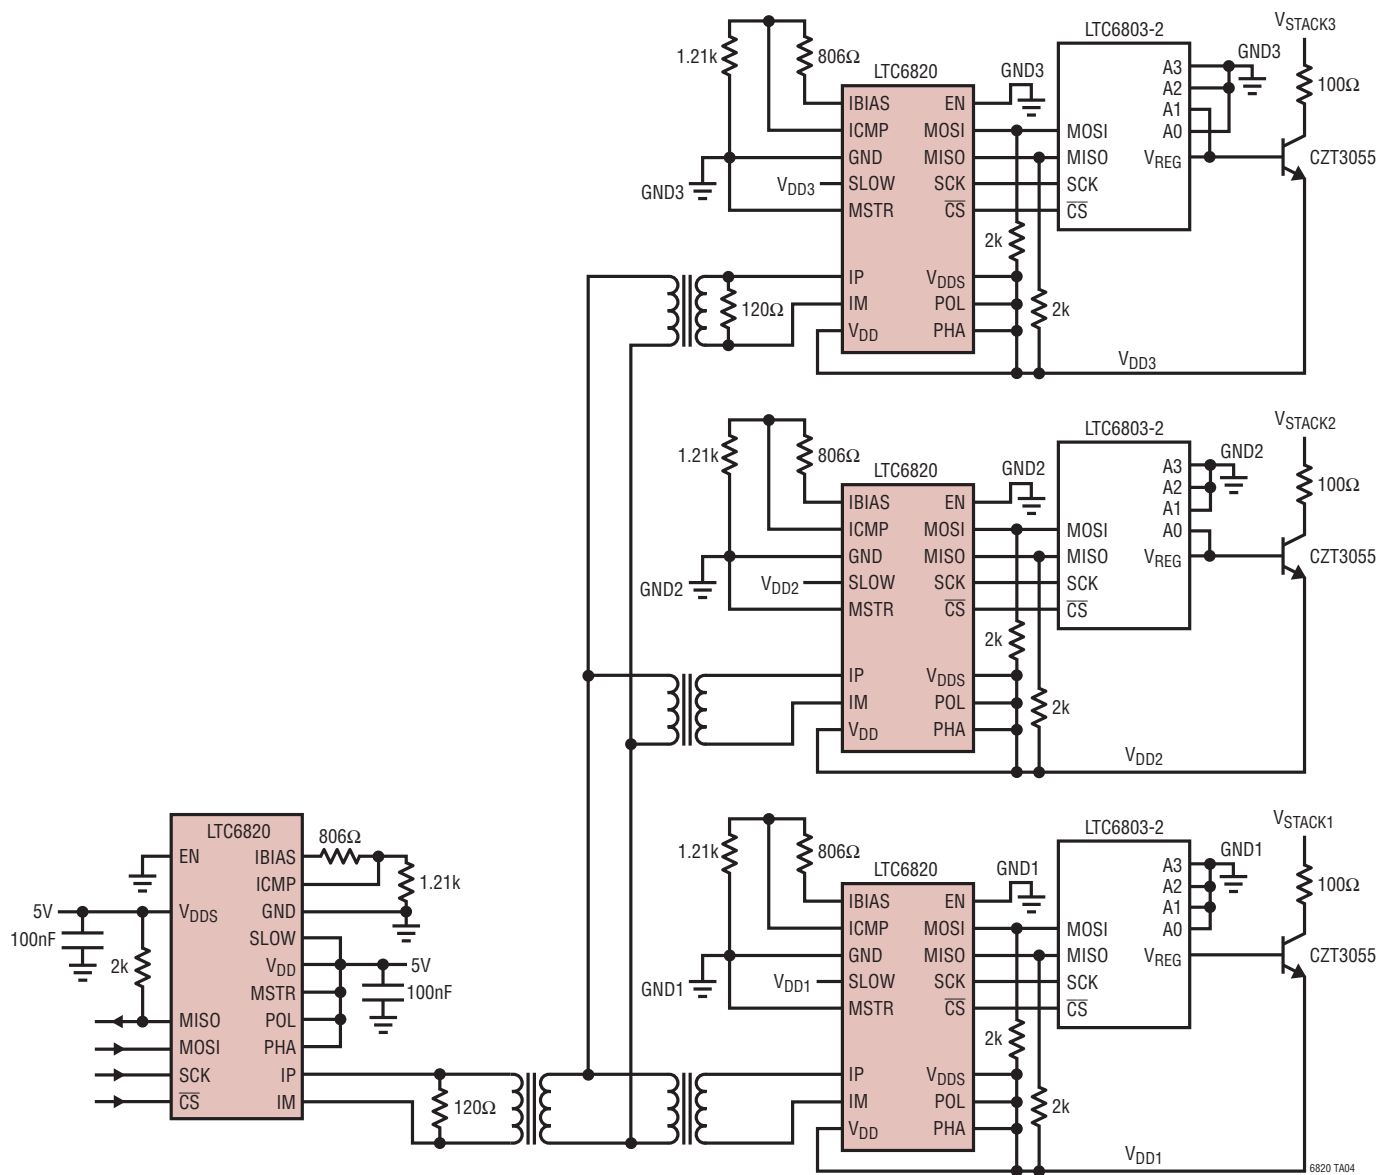 VSTACK3
LTC6803-2
1.21k
806Ω
LTC6820
GND3
A3
A2
A1
A0
VREG
GND3
100Ω
CZT3055
IBIAS
ICMP
GND
SLOW
MSTR
IP
IM
VDD
EN
MOSI
MISO
SCK
CS
VDDS
POL
PHA
MOSI
MISO
SCK
CS
GND3
VDD3
2k
2k
120Ω
VDD3
VSTACK2
LTC6803-2
1.21k
806Ω
LTC6820
GND2
A3
A2
A1
A0
VREG
GND2
100Ω
CZT3055
IBIAS
ICMP
GND
SLOW
MSTR
IP
IM
VDD
EN
MOSI
MISO
SCK
CS
VDDS
POL
PHA
MOSI
MISO
SCK
CS
GND2
VDD2
2k
2k
VDD2
LTC6820
EN
VDDS
MISO
MOSI
SCK
CS
IBIAS
ICMP
GND
SLOW
VDD
MSTR
POL
PHA
IP
IM
806Ω
1.21k
5V
100nF
2k
5V
100nF
120Ω
VSTACK1
LTC6803-2
1.21k
806Ω
LTC6820
GND1
A3
A2
A1
A0
VREG
GND1
100Ω
CZT3055
IBIAS
ICMP
GND
SLOW
MSTR
IP
IM
VDD
EN
MOSI
MISO
SCK
CS
VDDS
POL
PHA
MOSI
MISO
SCK
CS
GND1
VDD1
2k
2k
VDD1
6820 TA04